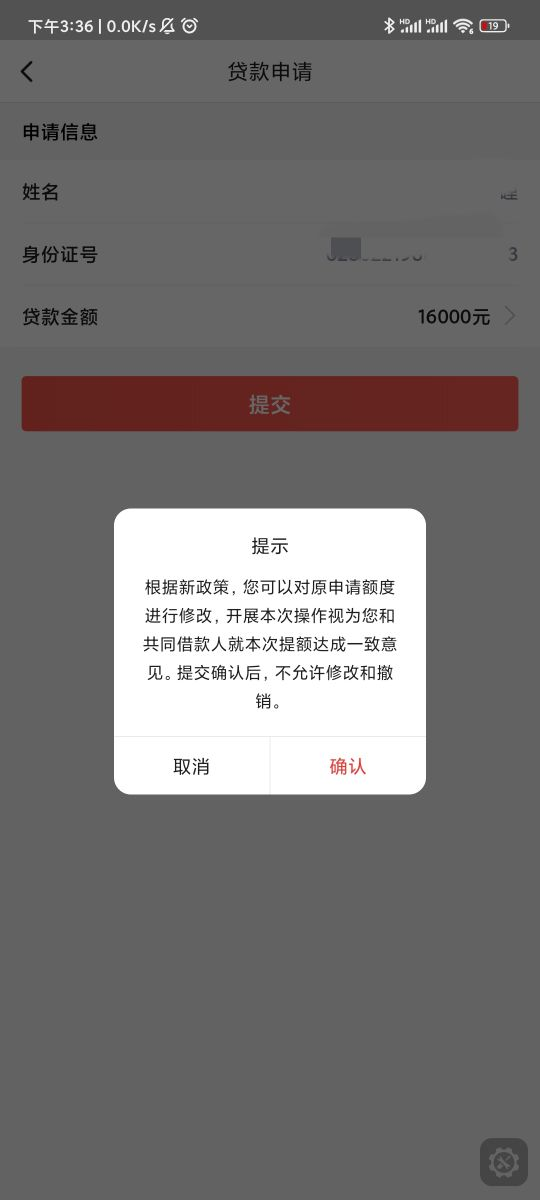 下午3:36 | 0.0K/s
HD HD 6 19
贷款申请
申请信息
姓名
身份证号 3
贷款金额 16000元
提交
提示
根据新政策，您可以对原申请额度
进行修改，开展本次操作视为您和
共同借款人就本次提额达成一致意
见。提交确认后，不允许修改和撤
销。
取消 确认